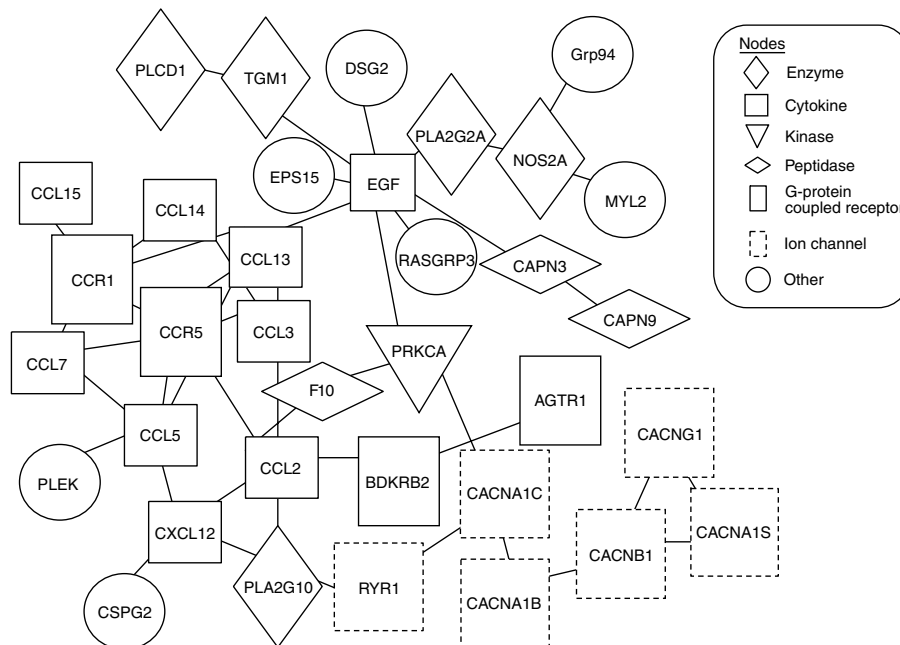 Grp94
Nodes
PLCD1
TGM1
DSG2
Enzyme
Cytokine
PLA2G2A
Kinase
NOS2A
Peptidase
EPS15
EGF
CCL15
MYL2
G-protein
coupled receptor
CCL14
Ion channel
CCL13
RASGRP3
CAPN3
CCR1
Other
CAPN9
CCR5
CCL3
PRKCA
CCL7
F10
AGTR1
CACNG1
CCL5
CCL2
PLEK
BDKRB2
CACNA1C
CXCL12
CACNB1
CACNA1S
PLA2G10
RYR1
CACNA1B
CSPG2